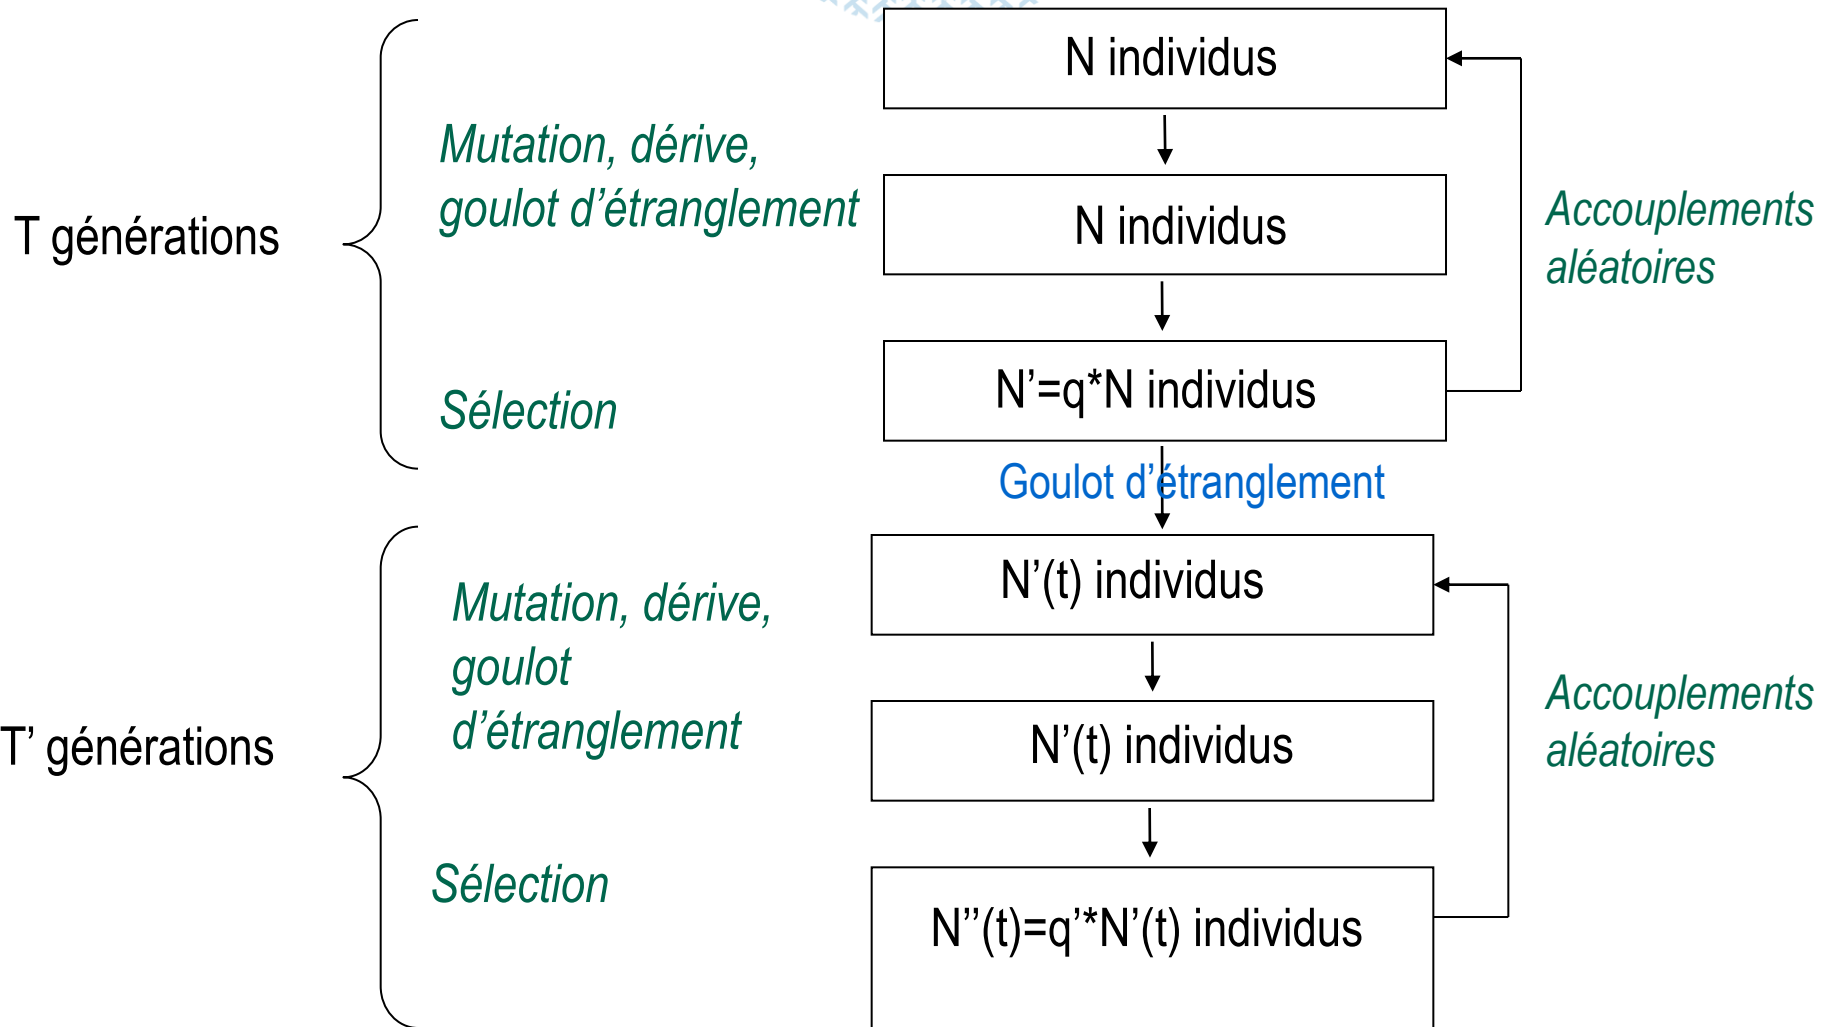 N individus
Mutation, dérive,
goulot d’étranglement
T générations
N individus
Accouplements
aléatoires
N’=q*N individus
Sélection
Goulot d’étranglement
N’(t) individus
Mutation, dérive,
goulot
d’étranglement
T’ générations
N’(t) individus
Accouplements
aléatoires
Sélection
N’’(t)=q’*N’(t) individus